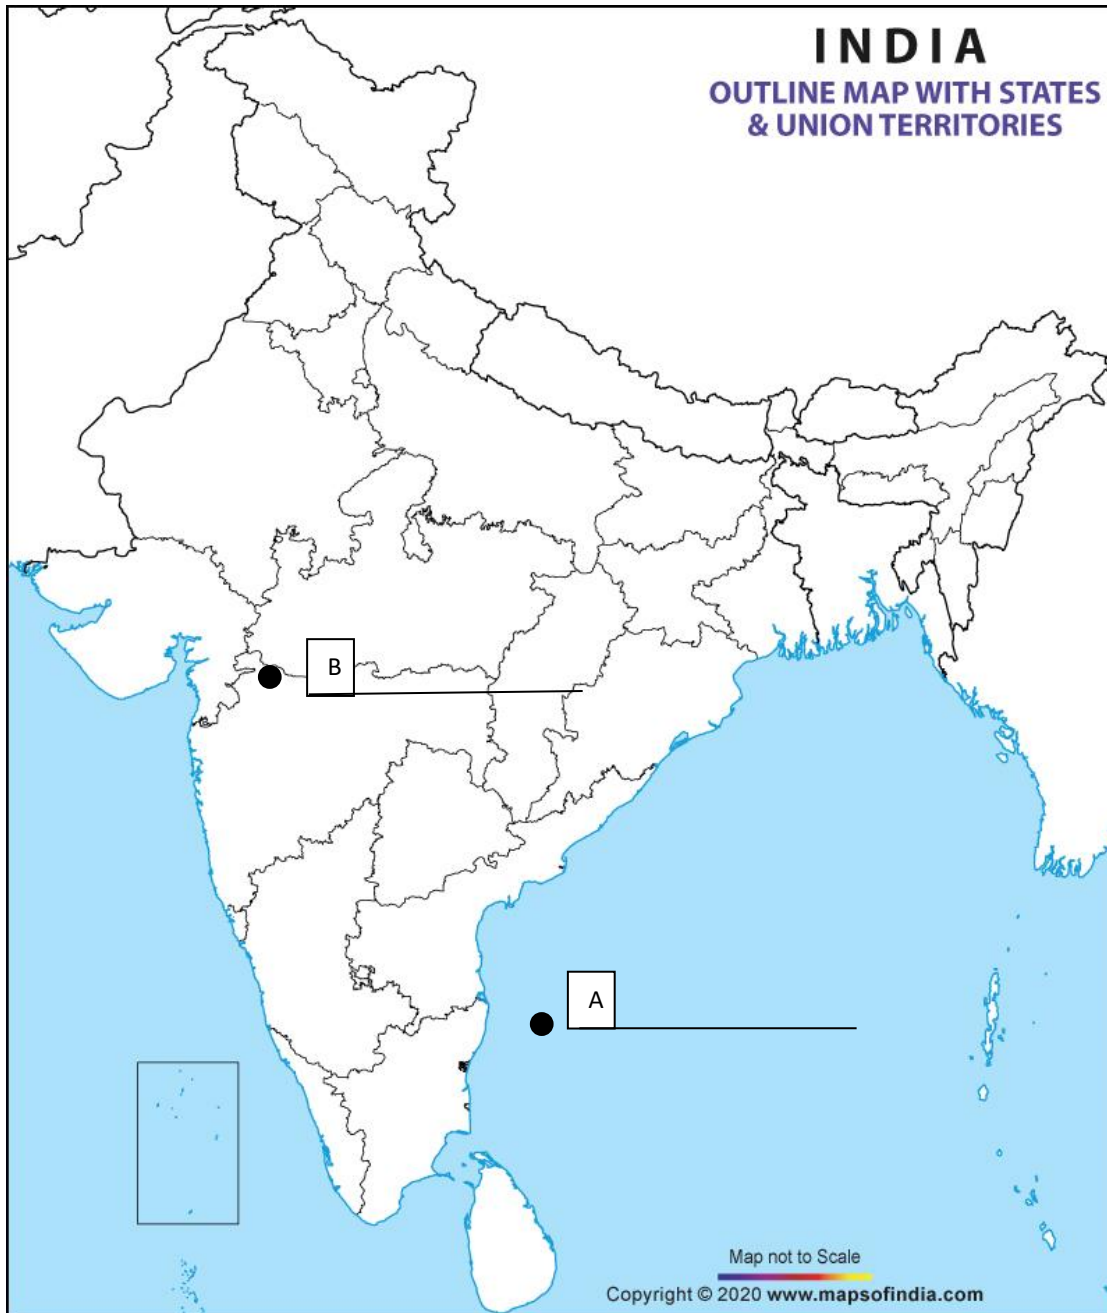 INDIA
OUTLINE MAP WITH STATES
& UNION TERRITORIES
B
A
Map not to Scale
Copyright © 2020 www.mapsofindia.com